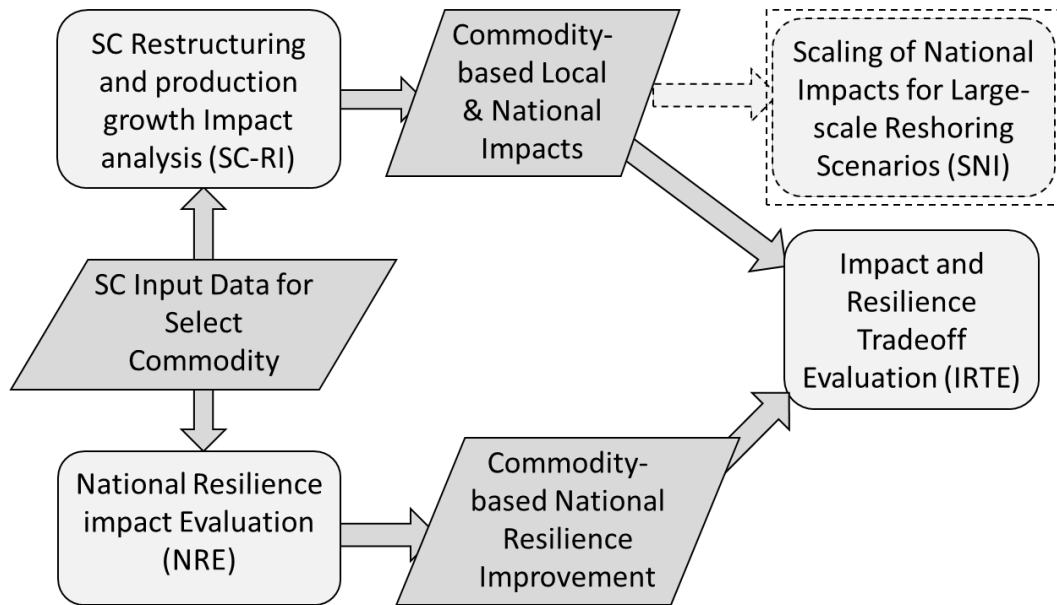 SC Restructuring
and production
growth Impact
analysis (SC-RI)
Commodity-
based Local
& National
Impacts
Scaling of National
Impacts for Large-
scale Reshoring
Scenarios (SNI)
SC Input Data for
Select
Commodity
Impact and
Resilience
Tradeoff
Evaluation (IRTE)
National Resilience
impact Evaluation
(NRE)
Commodity-
based National
Resilience
Improvement